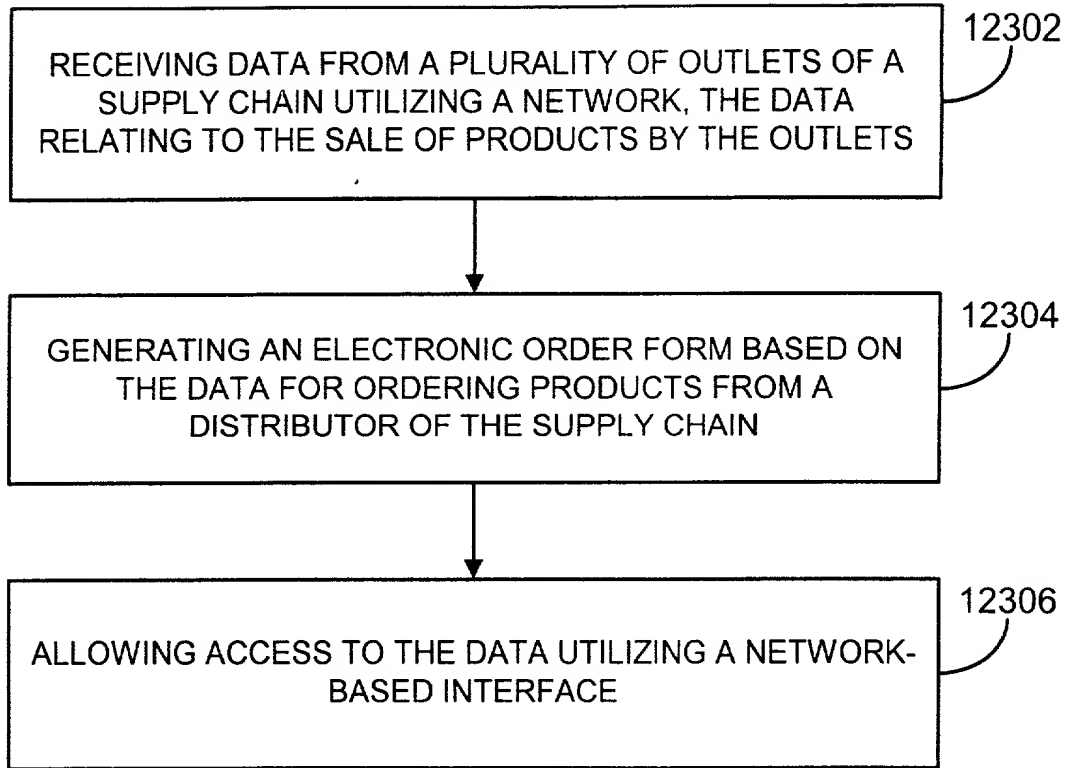 12302
RECEIVING DATA FROM A PLURALITY OF OUTLETS OF A
SUPPLY CHAIN UTILIZING A NETWORK, THE DATA
RELATING TO THE SALE OF PRODUCTS BY THE OUTLETS
12304
GENERATING AN ELECTRONIC ORDER FORM BASED ON
THE DATA FOR ORDERING PRODUCTS FROM A
DISTRIBUTOR OF THE SUPPLY CHAIN
12306
ALLOWING ACCESS TO THE DATA UTILIZING A NETWORK-
BASED INTERFACE